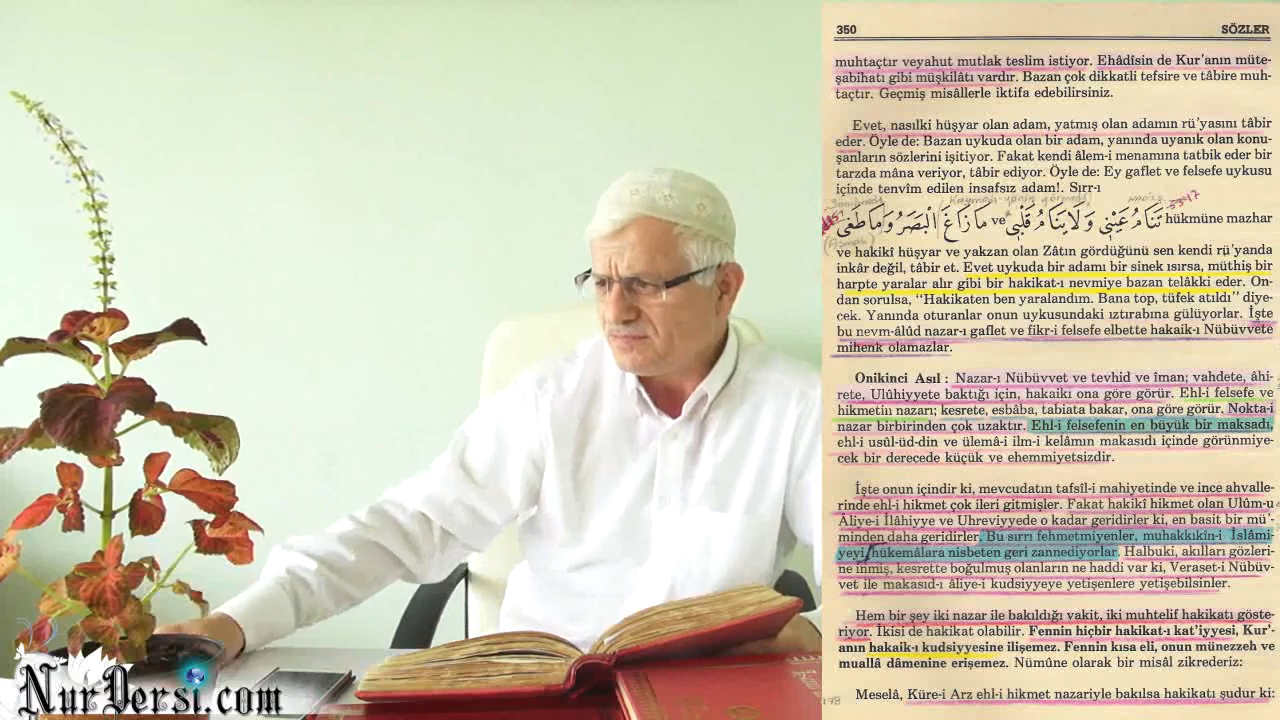 350 SÖZLER
muhtaçtır veyahut mutlak teslim istiyor. Ehâdîsin de Kur'anın müte-
şabihatı gibi müşkilâtı vardır. Bazan çok dikkatli tefsire ve tâbire muh-
taçtır. Geçmiş misâllerle iktifa edebilirsiniz.
Evet, nasılki hüşyar olan adam, yatmış olan adamın rü'yasını tâbir
eder. Öyle de: Bazan uykuda olan bir adam, yanında uyanık olan konu-
şanların sözlerini işitiyor. Fakat kendi âlem-i menamına tatbik eder bir
tarzda mâna veriyor, tâbir ediyor. Öyle de: Ey gaflet ve felsefe uykusu
içinde tenvîm edilen insafsız adam!. Sırr-ı
مَا زَاغَ الْبَصَرُ وَمَا طَغٰى ve تَنَامُ عَيْنِى وَلَا يَنَامُ قَلْبِى hükmüne mazhar
ve hakikî hüşyar ve yakzan olan Zâtın gördüğünü sen kendi rü'yanda
inkâr değil, tâbir et. Evet uykuda bir adamı bir sinek ısırsa, müthiş bir
harpte yaralar alır gibi bir hakikat-ı nevmiye bazan telâkki eder. On-
dan sorulsa, "Hakikaten ben yaralandım. Bana top, tüfek atıldı" diye-
cek. Yanında oturanlar onun uykusundaki ıztırabına gülüyorlar. İşte
bu nevm-âlûd nazar-ı gaflet ve fikr-i felsefe elbette hakaik-ı Nübüvvete
mihenk olamazlar.
Onikinci Asıl : Nazar-ı Nübüvvet ve tevhid ve îman; vahdete, âhi-
rete, Ulûhiyyete baktığı için, hakaikı ona göre görür. Ehl-i felsefe ve
hikmetin nazarı; kesrete, esbâba, tabiata bakar, ona göre görür. Nokta-i
nazar birbirinden çok uzaktır. Ehl-i felsefenin en büyük bir maksadı,
ehl-i usûl-üd-din ve ülemâ-i ilm-i kelâmın makasıdı içinde görünmiye-
cek bir derecede küçük ve ehemmiyetsizdir.
İşte onun içindir ki, mevcudatın tafsîl-i mahiyetinde ve ince ahvalle-
rinde ehl-i hikmet çok ileri gitmişler. Fakat hakikî hikmet olan Ulûm-u
Âliye-i İlâhiyye ve Uhreviyyede o kadar geridirler ki, en basit bir mü'-
minden daha geridirler. Bu sırrı fehmetmiyenler, muhakkikîn-i İslâmi-
yeyi, hükemâlara nisbeten geri zannediyorlar. Halbuki, akılları gözleri-
ne inmiş, kesrette boğulmuş olanların ne haddi var ki, Veraset-i Nübüv-
vet ile makasıd-ı âliye-i kudsiyyeye yetişenlere yetişebilsinler.
Hem bir şey iki nazar ile bakıldığı vakit, iki muhtelif hakikatı göste-
riyor. İkisi de hakikat olabilir. Fennin hiçbir hakikat-ı kat'iyyesi, Kur'-
anın hakaik-ı kudsiyyesine ilişemez. Fennin kısa eli, onun münezzeh ve
muallâ dâmenine erişemez. Nümûne olarak bir misâl zikrederiz:
Meselâ, Küre-i Arz ehl-i hikmet nazariyle bakılsa hakikatı şudur ki:
NurDersi.com